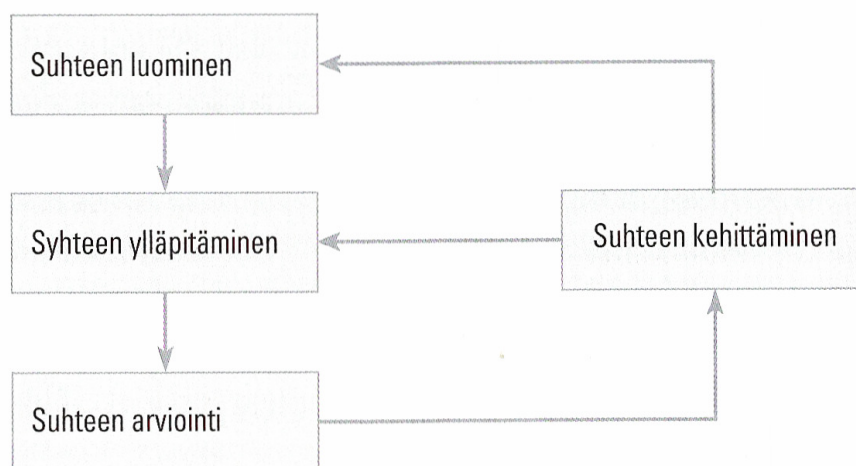 Suhteen luominen
Syhteen ylläpitäminen
Suhteen kehittäminen
Suhteen arviointi